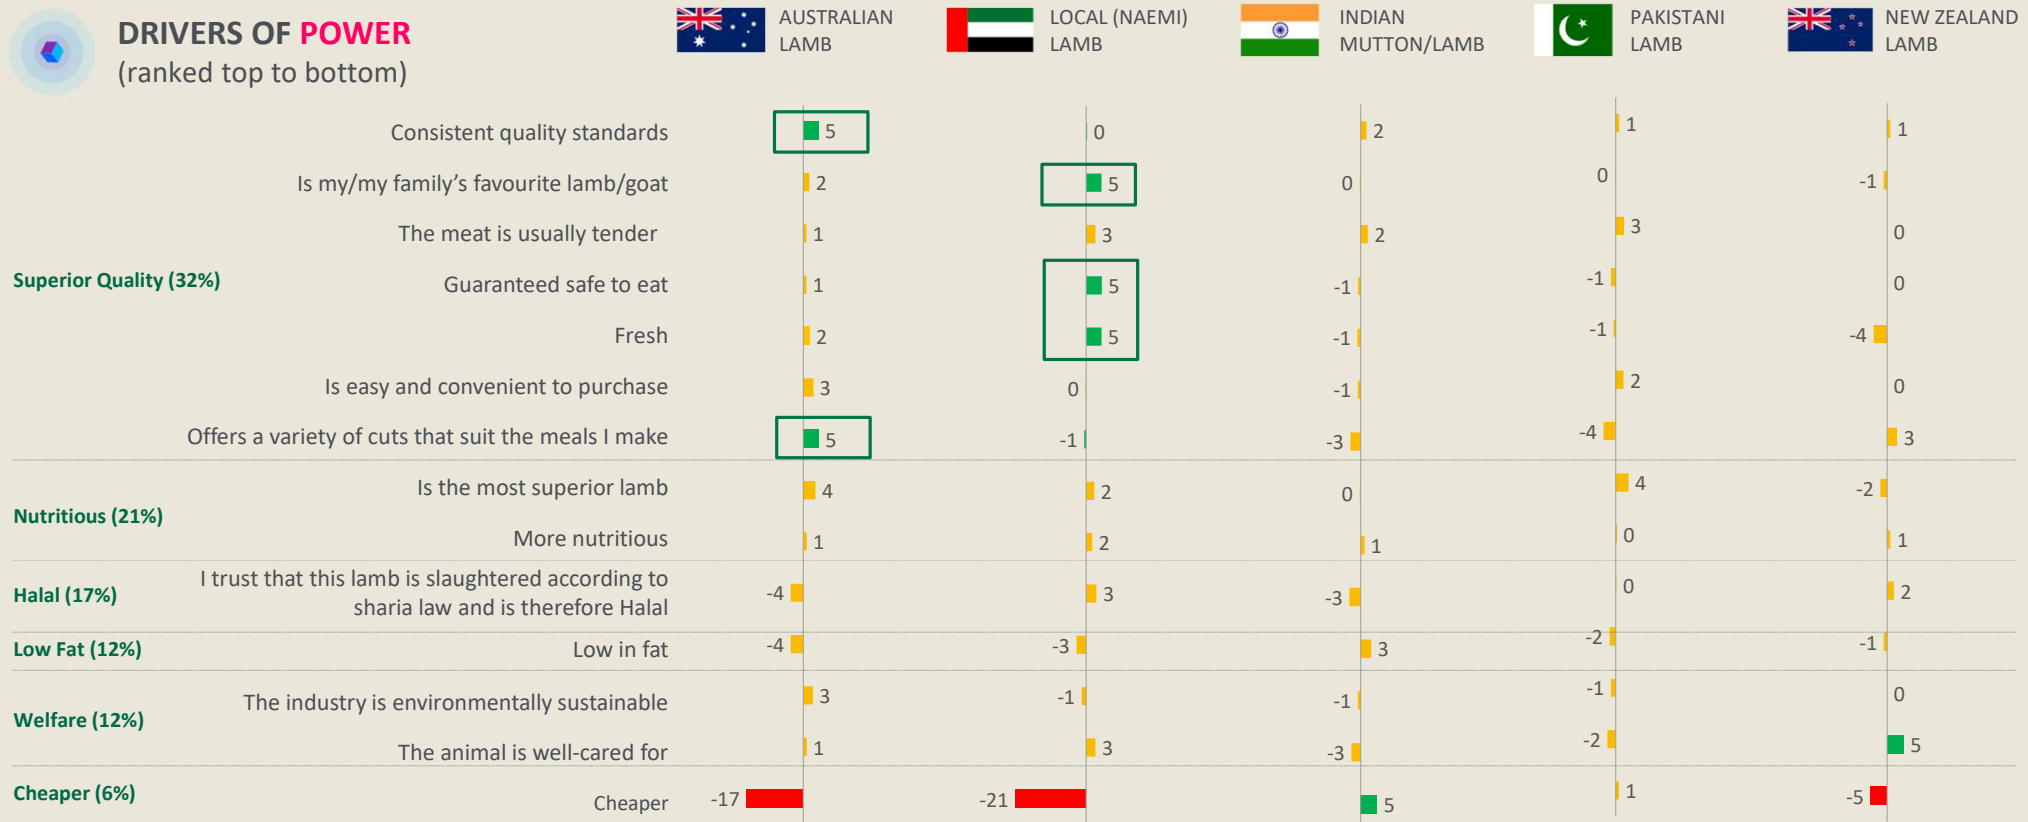 DRIVERS OF POWER
(ranked top to bottom)
AUSTRALIAN
LAMB
LOCAL (NAEMI)
LAMB
INDIAN
MUTTON/LAMB
PAKISTANI
LAMB
NEW ZEALAND
LAMB
Consistent quality standards 5 0 2 1 1
Is my/my family’s favourite lamb/goat 2 5 0 0 -1
The meat is usually tender 1 3 2 3 0
Superior Quality (32%) Guaranteed safe to eat 1 5 -1 -1 0
Fresh 2 5 -1 -1 -4
Is easy and convenient to purchase 3 0 -1 2 0
Offers a variety of cuts that suit the meals I make 5 -1 -3 -4 3
Is the most superior lamb 4 2 0 4 -2
Nutritious (21%)
More nutritious 1 2 1 0 1
I trust that this lamb is slaughtered according to
Halal (17%) sharia law and is therefore Halal -4 3 -3 0 2
Low Fat (12%) Low in fat -4 -3 3 -2 -1
The industry is environmentally sustainable 3 -1 -1 -1 0
Welfare (12%)
The animal is well-cared for 1 3 -3 -2 5
Cheaper (6%) Cheaper -17 -21 5 1 -5